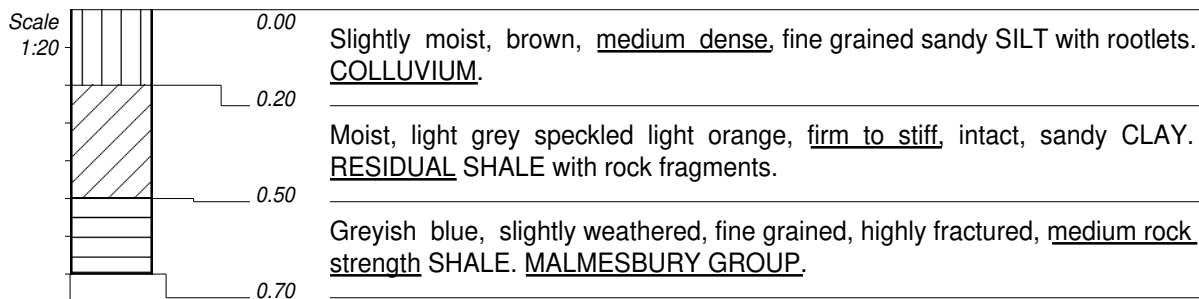 Scale
1:20
0.00
Slightly moist, brown, medium dense, fine grained sandy SILT with rootlets.
COLLUVIUM.
0.20
Moist, light grey speckled light orange, firm to stiff, intact, sandy CLAY.
RESIDUAL SHALE with rock fragments.
0.50
Greyish blue, slightly weathered, fine grained, highly fractured, medium rock
strength SHALE. MALMESBURY GROUP.
0.70